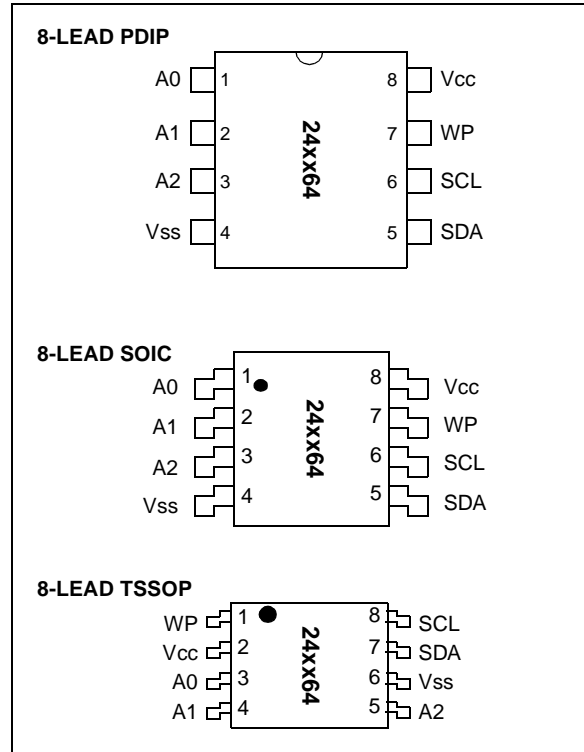 8-LEAD PDIP
A0 1 8 Vcc
A1 2 7 WP
A2 3 6 SCL
Vss 4 5 SDA
24xx64
8-LEAD SOIC
A0 1 8 Vcc
A1 2 7 WP
A2 3 6 SCL
Vss 4 5 SDA
24xx64
8-LEAD TSSOP
WP 1 8 SCL
Vcc 2 7 SDA
A0 3 6 Vss
A1 4 5 A2
24xx64